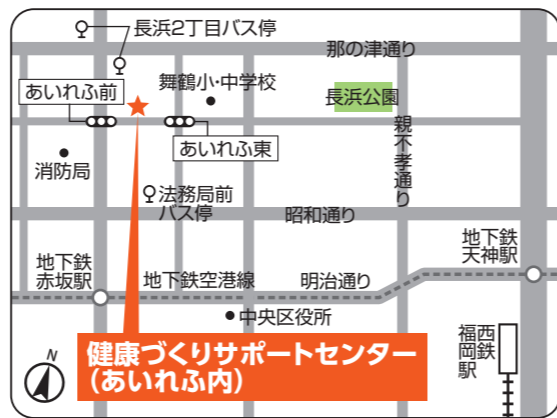 長浜2丁目バス停
那の津通り
舞鶴小・中学校
あいれふ前
長浜公園
あいれふ東
消防局
親不孝通り
法務局前
バス停
昭和通り
地下鉄
天神駅
地下鉄
赤坂駅
地下鉄空港線
明治通り
中央区役所
西鉄
福岡駅
健康づくりサポートセンター
(あいれふ内)
N